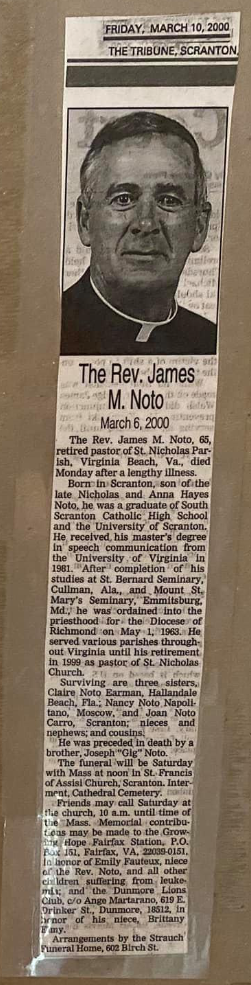 FRIDAY, MARCH 10, 2000
THE TRIBUNE, SCRANTON,
The Rev. James
M. Noto
March 6, 2000
The Rev. James M. Noto, 65,
retired pastor of St. Nicholas Par-
ish, Virginia Beach, Va., died
Monday after a lengthy illness.
Born in Scranton, son of the
late Nicholas and Anna Hayes
Noto, he was a graduate of South
Scranton Catholic High School
and the University of Scranton.
He received his master's degree
in speech communication from
the University of Virginia in
1981. After completion of his
studies at St. Bernard Seminary,
Cullman, Ala., and Mount St.
Mary's Seminary, Emmitsburg,
Md., he was ordained into the
priesthood for the Diocese of
Richmond on May 1, 1963. He
served various parishes through-
out Virginia until his retirement
in 1999 as pastor of St. Nicholas
Church.
Surviving are three sisters,
Claire Noto Earman, Hallandale
Beach, Fla.; Nancy Noto Napoli-
tano, Moscow, and Joan Noto
Carro, Scranton; nieces and
nephews; and cousins.
He was preceded in death by a
brother, Joseph "Gig" Noto.
The funeral will be Saturday
with Mass at noon in St. Francis
of Assisi Church, Scranton. Inter-
ment, Cathedral Cemetery.
Friends may call Saturday at
the church, 10 a.m. until time of
the Mass. Memorial contribu-
tions may be made to the Grow-
ing Hope Fairfax Station, P.O.
Box 151, Fairfax, VA, 22039-0151,
in honor of Emily Fauteux, niece
of the Rev. Noto, and all other
children suffering from leuke-
mia; and the Dunmore Lions
Club, c/o Ange Martarano, 619 E.
Drinker St., Dunmore, 18512, in
honor of his niece, Brittany
Arrangements by the Strauch
Funeral Home, 602 Birch St.